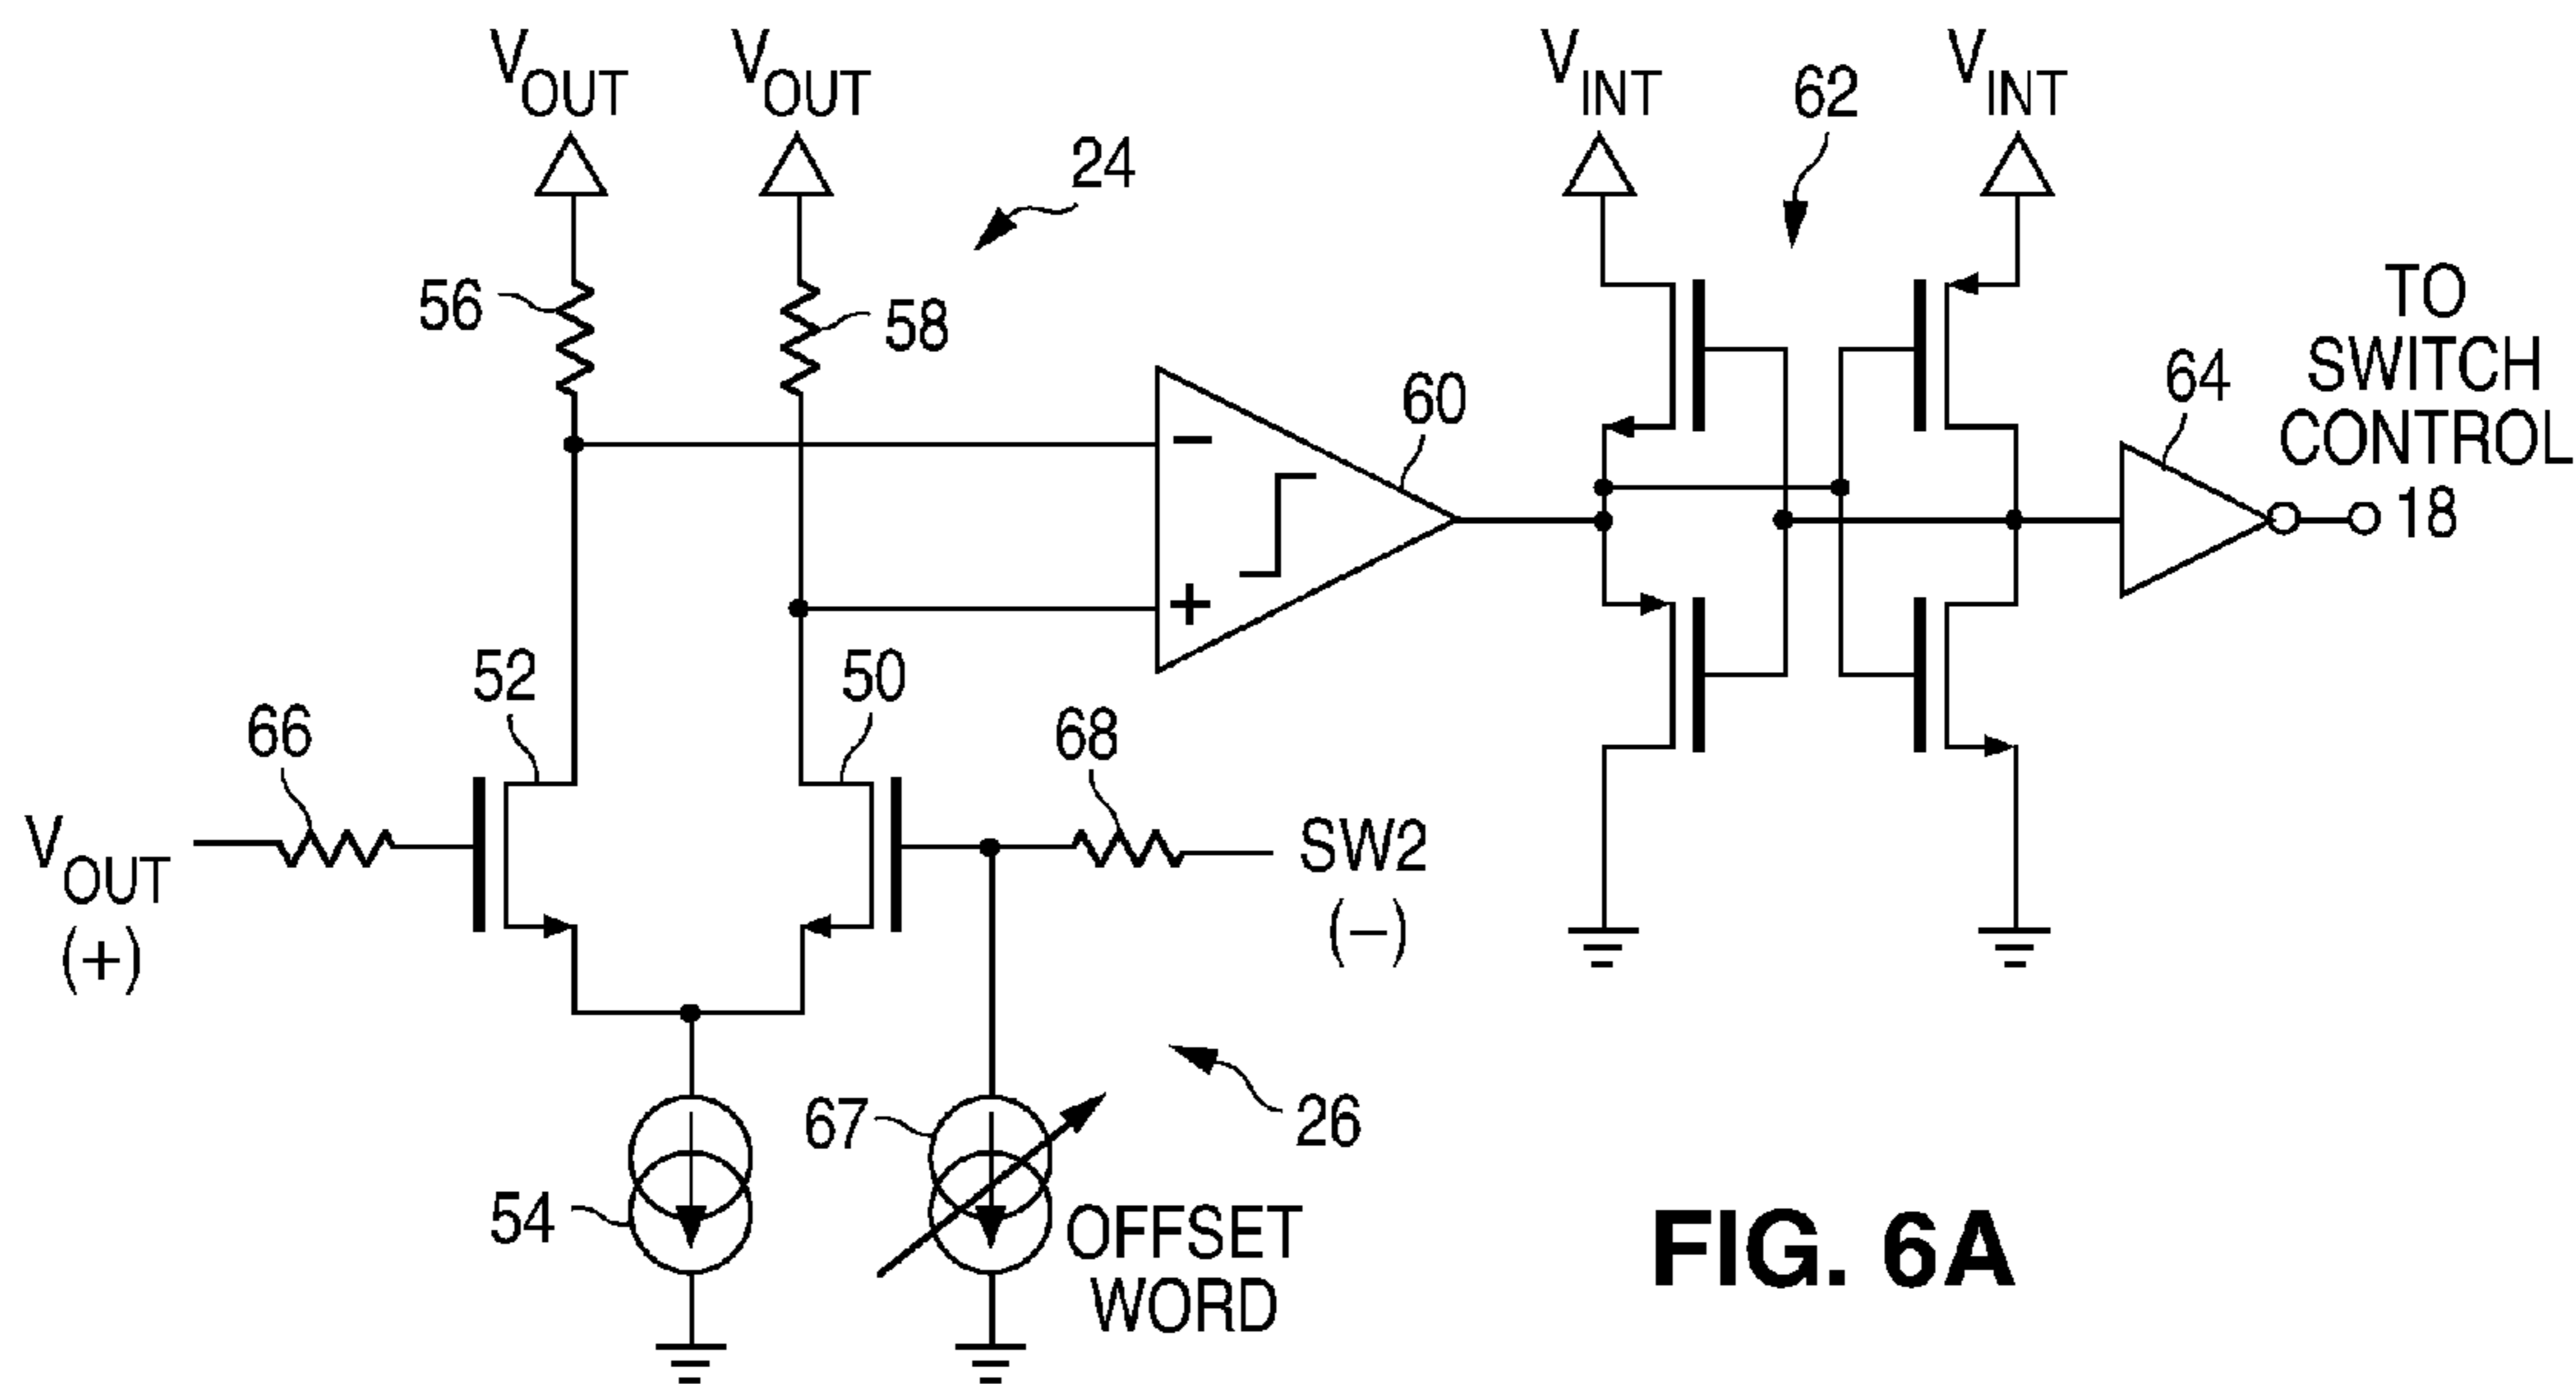 VOUT
VOUT
VINT
VINT
62
24
56
58
60
64
TO
SWITCH
CONTROL
18
−
+
52
50
66
68
VOUT
(+)
SW2
(−)
67
26
54
OFFSET
WORD
FIG. 6A